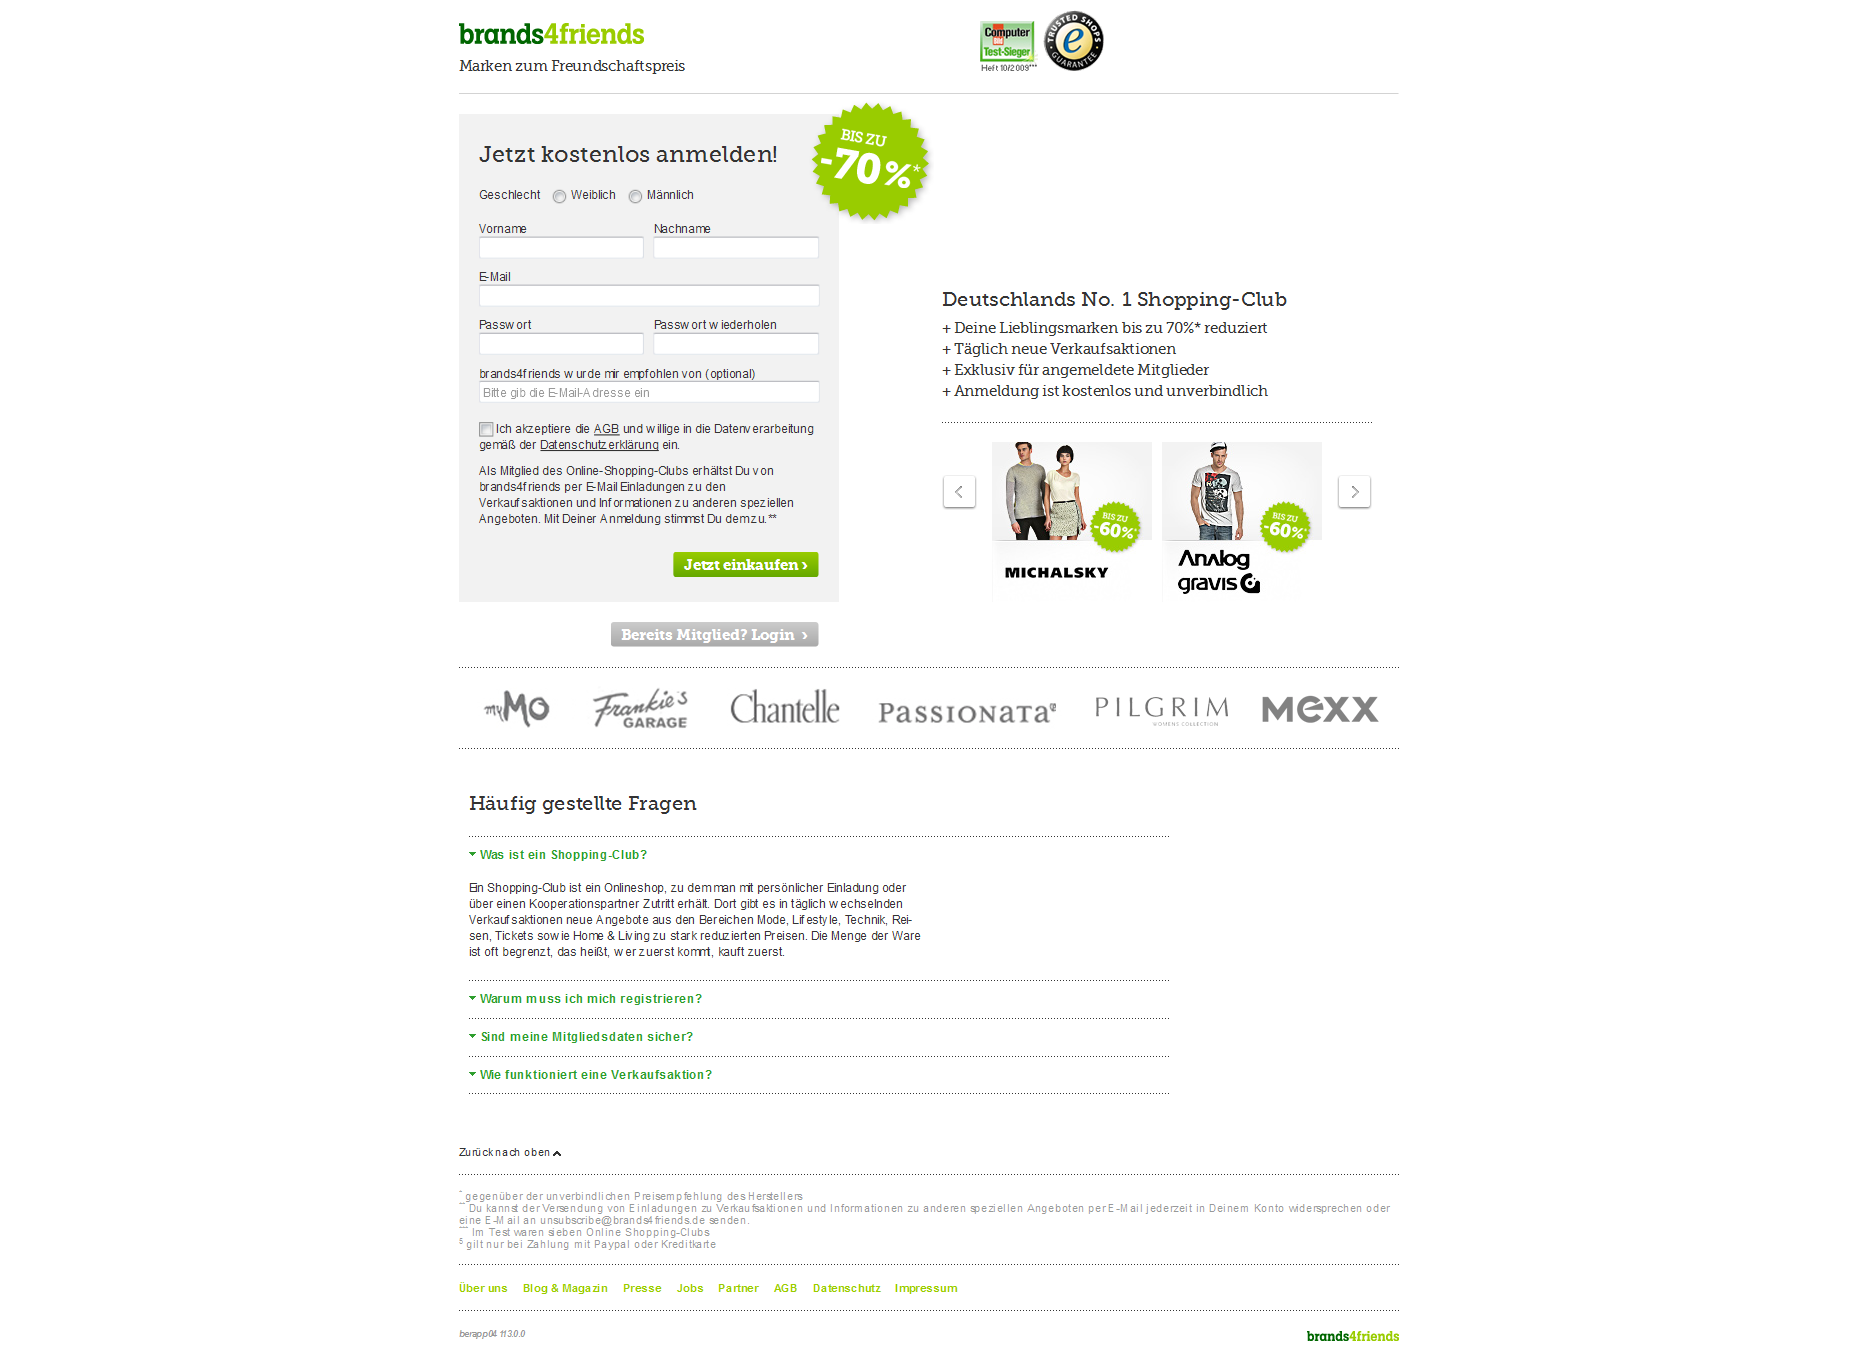 brands4friends
Marken zum Freundschaftspreis
Computer
Bild
Test-Sieger
Heft 10/2009***
TRUSTED SHOPS
e
GUARANTEE
Jetzt kostenlos anmelden!
BIS ZU
-70%*
Geschlecht Weiblich Männlich
Vorname Nachname
E-Mail
Passwort Passwort wiederholen
brands4friends wurde mir empfohlen von (optional)
Bitte gib die E-Mail-Adresse ein
Ich akzeptiere die AGB und willige in die Datenverarbeitung
gemäß der Datenschutzerklärung ein.
Als Mitglied des Online-Shopping-Clubs erhältst Du von
brands4friends per E-Mail Einladungen zu den
Verkaufsaktionen und Informationen zu anderen speziellen
Angeboten. Mit Deiner Anmeldung stimmst Du dem zu.**
Jetzt einkaufen ›
Bereits Mitglied? Login ›
Deutschlands No. 1 Shopping-Club
+ Deine Lieblingsmarken bis zu 70%* reduziert
+ Täglich neue Verkaufsaktionen
+ Exklusiv für angemeldete Mitglieder
+ Anmeldung ist kostenlos und unverbindlich
BIS ZU
-60%*
MICHALSKY
BIS ZU
-60%*
Analog
gravis
myMO
Frankie's
GARAGE
Chantelle
PASSIONATA
PILGRIM
WOMENS COLLECTION
MEXX
Häufig gestellte Fragen
Was ist ein Shopping-Club?
Ein Shopping-Club ist ein Onlineshop, zu dem man mit persönlicher Einladung oder
über einen Kooperationspartner Zutritt erhält. Dort gibt es in täglich wechselnden
Verkaufsaktionen neue Angebote aus den Bereichen Mode, Lifestyle, Technik, Rei-
sen, Tickets sowie Home & Living zu stark reduzierten Preisen. Die Menge der Ware
ist oft begrenzt, das heißt, wer zuerst kommt, kauft zuerst.
Warum muss ich mich registrieren?
Sind meine Mitgliedsdaten sicher?
Wie funktioniert eine Verkaufsaktion?
Zurück nach oben
* gegenüber der unverbindlichen Preisempfehlung des Herstellers
** Du kannst der Versendung von Einladungen zu Verkaufsaktionen und Informationen zu anderen speziellen Angeboten per E-Mail jederzeit in Deinem Konto widersprechen oder
eine E-Mail an unsubscribe@brands4friends.de senden.
*** Im Test waren sieben Online Shopping-Clubs
5 gilt nur bei Zahlung mit Paypal oder Kreditkarte
Über uns Blog & Magazin Presse Jobs Partner AGB Datenschutz Impressum
berapp04 113.0.0
brands4friends